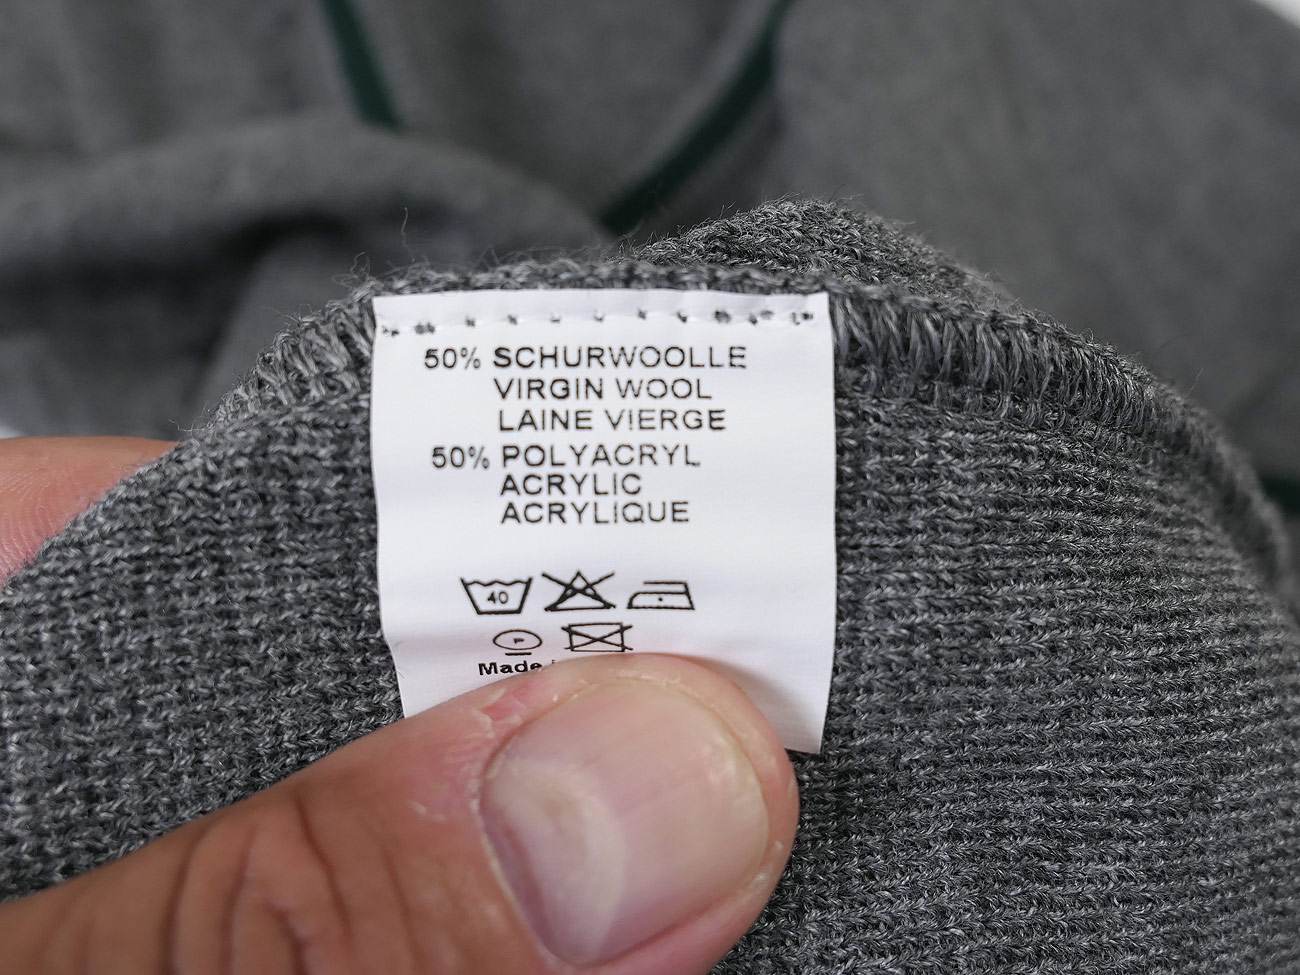 50% SCHURWOLLE
VIRGIN WOOL
LAINE VIERGE
50% POLYACRYL
ACRYLIC
ACRYLIQUE
40
P
Made